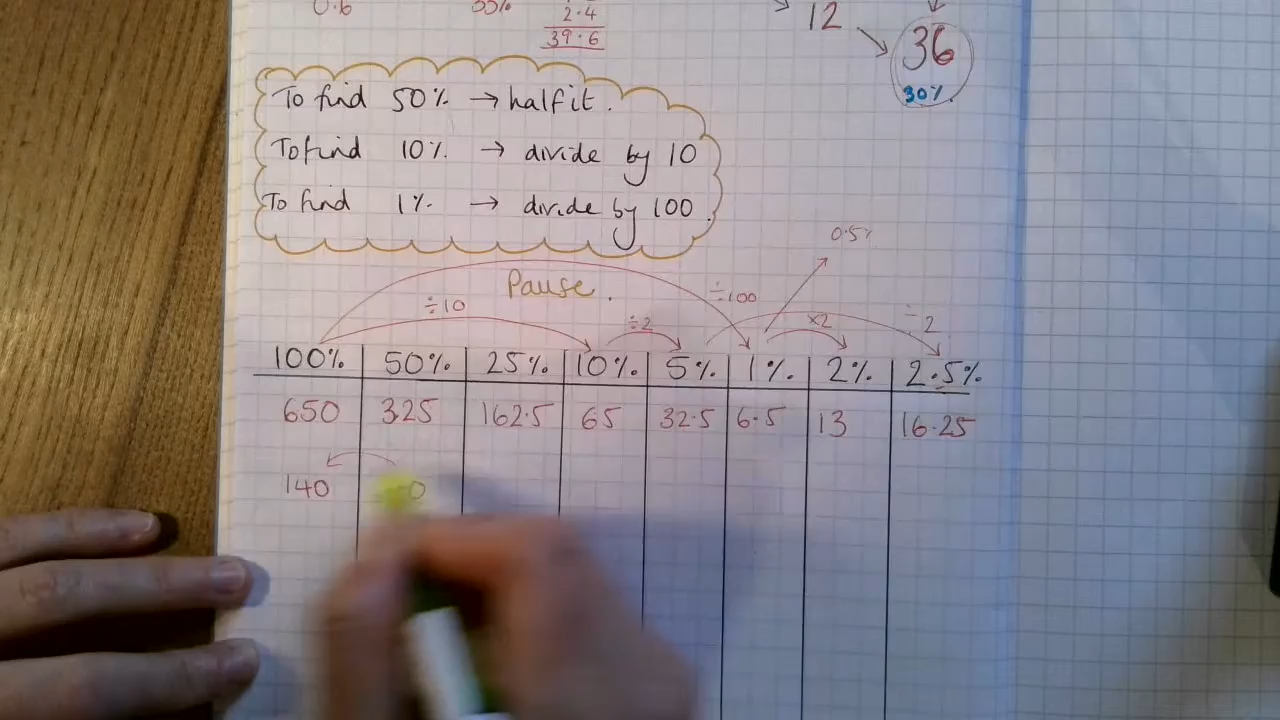 0.6 35% 2.4 12
39.6 36
30%.
To find 50% → half it.
To find 10% → divide by 10
To find 1% → divide by 100.
0.5%
Pause.
÷10 ÷2 ÷100 ×2 ÷2
100% 50% 25% 10% 5% 1% 2% 2.5%
650 325 162.5 65 32.5 6.5 13 16.25
140